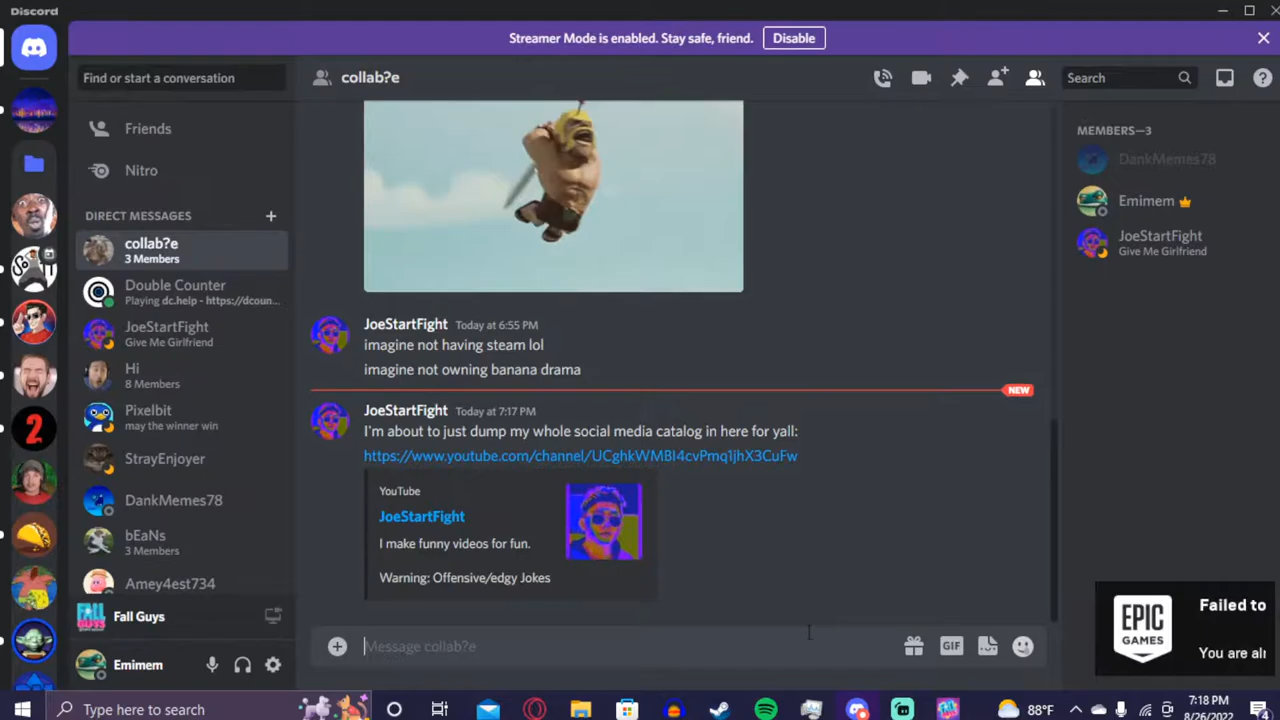 Discord
Streamer Mode is enabled. Stay safe, friend. Disable
Find or start a conversation
collab?e
Search
Friends
Nitro
DIRECT MESSAGES
collab?e
3 Members
Double Counter
Playing dc.help - https://dcoun...
JoeStartFight
Give Me Girlfriend
Hi
8 Members
Pixelbit
may the winner win
StrayEnjoyer
DankMemes78
bEaNs
3 Members
Amey4est734
Fall Guys
Emimem
JoeStartFight Today at 6:55 PM
imagine not having steam lol
imagine not owning banana drama
NEW
JoeStartFight Today at 7:17 PM
I'm about to just dump my whole social media catalog in here for yall:
https://www.youtube.com/channel/UCghkWMBI4cvPmq1jhX3CuFw
YouTube
JoeStartFight
I make funny videos for fun.
Warning: Offensive/edgy Jokes
Message collab?e
GIF
MEMBERS—3
DankMemes78
Emimem
JoeStartFight
Give Me Girlfriend
EPIC
GAMES
Failed to
You are alr
2
Type here to search
88°F
7:18 PM
8/26/2022